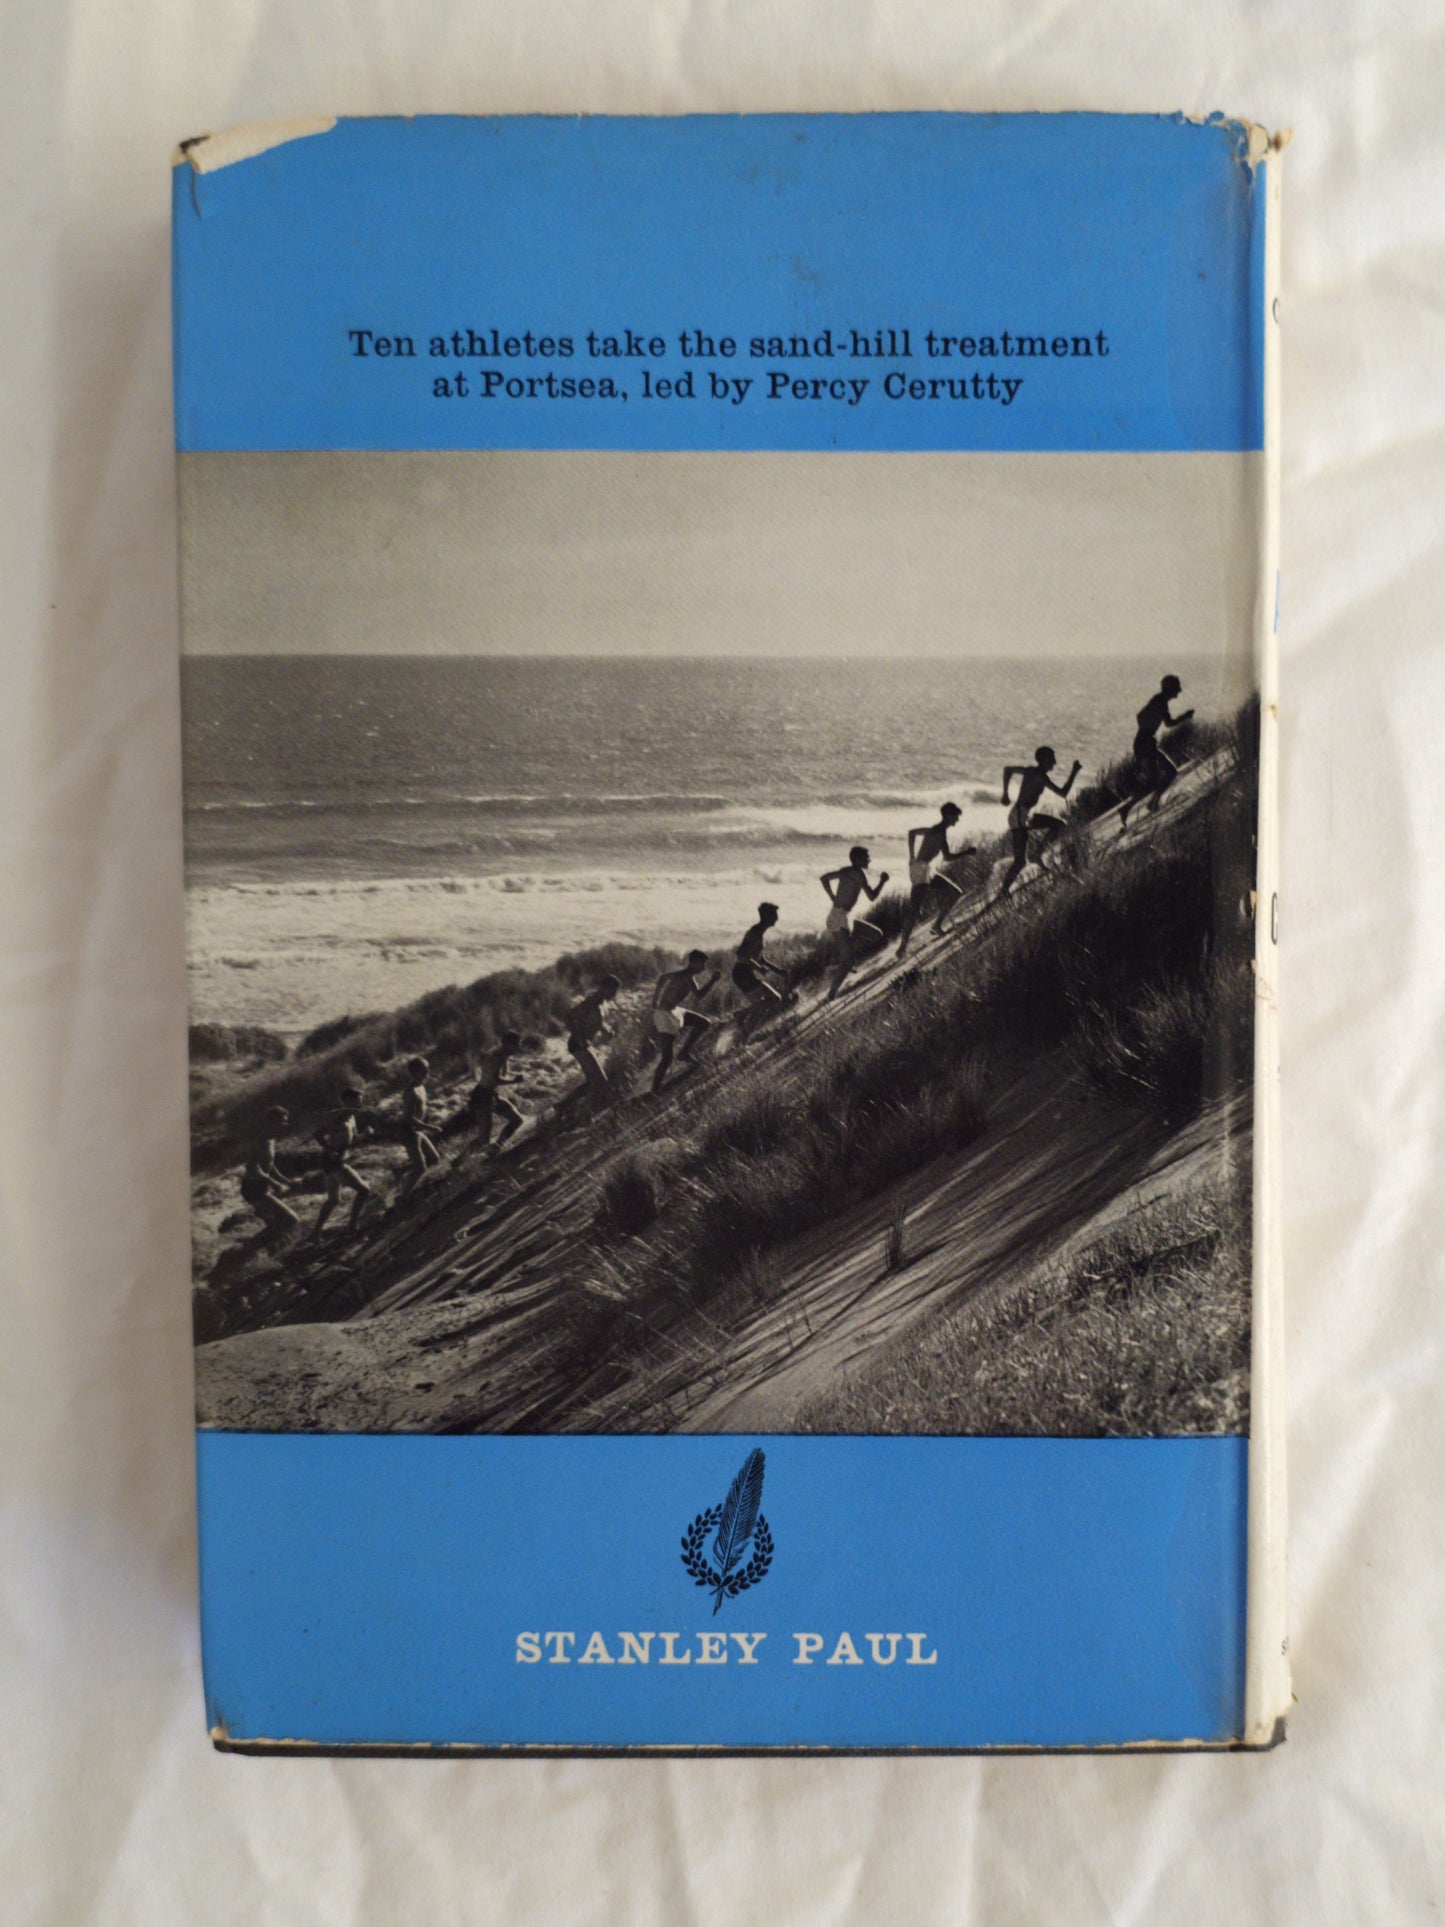 Ten athletes take the sand-hill treatment
at Portsea, led by Percy Cerutty
STANLEY PAUL